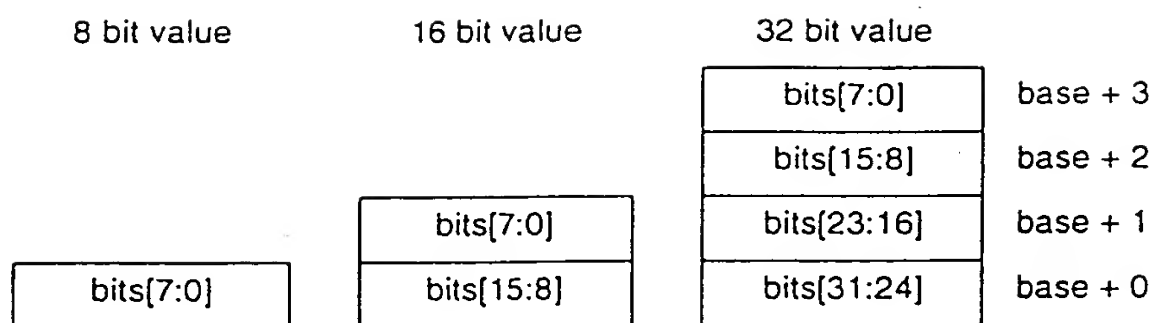 8 bit value 16 bit value 32 bit value
bits[7:0] base + 3
bits[15:8] base + 2
bits[7:0] bits[23:16] base + 1
bits[7:0] bits[15:8] bits[31:24] base + 0